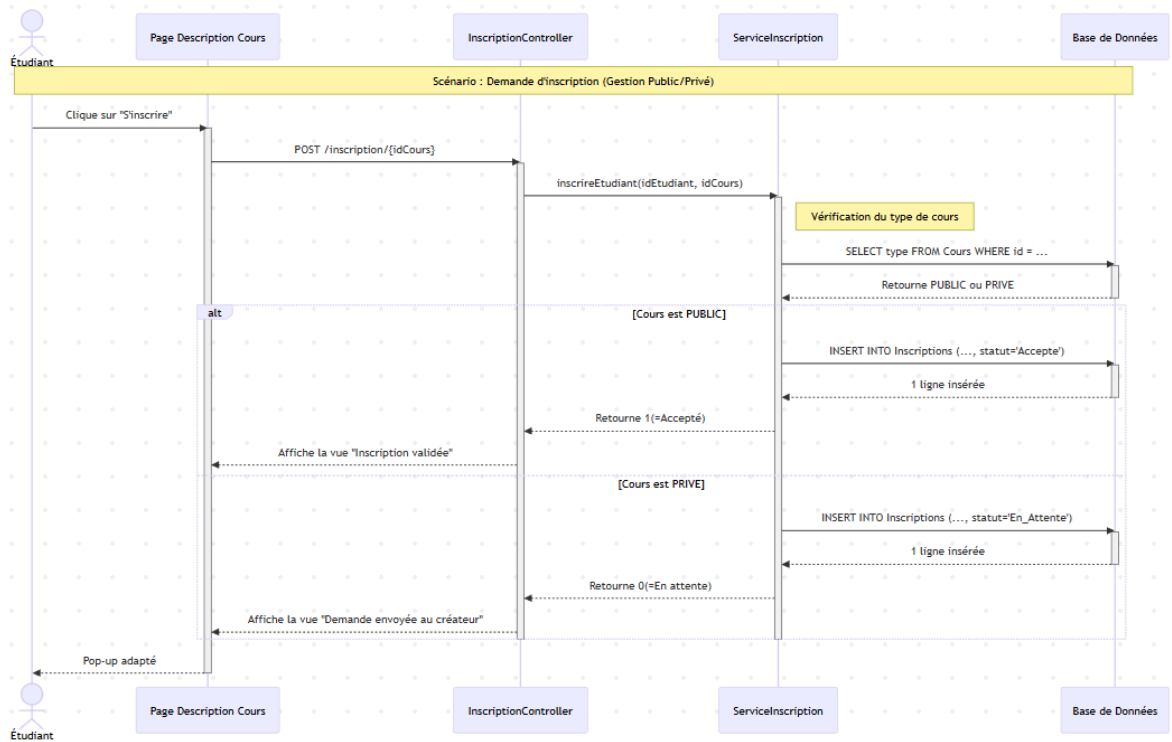 Étudiant
Page Description Cours
InscriptionController
ServiceInscription
Base de Données
Scénario : Demande d'inscription (Gestion Public/Privé)
Clique sur "S'inscrire"
POST /inscription/{idCours}
inscrireEtudiant(idEtudiant, idCours)
Vérification du type de cours
SELECT type FROM Cours WHERE id = ...
Retourne PUBLIC ou PRIVE
alt
[Cours est PUBLIC]
INSERT INTO Inscriptions (..., statut='Accepte')
1 ligne insérée
Retourne 1(=Accepté)
Affiche la vue "Inscription validée"
[Cours est PRIVE]
INSERT INTO Inscriptions (..., statut='En_Attente')
1 ligne insérée
Retourne 0(=En attente)
Affiche la vue "Demande envoyée au créateur"
Pop-up adapté
Étudiant
Page Description Cours
InscriptionController
ServiceInscription
Base de Données